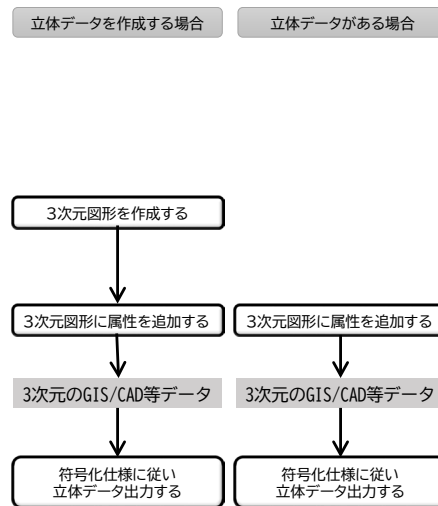 立体データを作成する場合
立体データがある場合
3次元図形を作成する
3次元図形に属性を追加する
3次元図形に属性を追加する
3次元のGIS/CAD等データ
3次元のGIS/CAD等データ
符号化仕様に従い
立体データ出力する
符号化仕様に従い
立体データ出力する